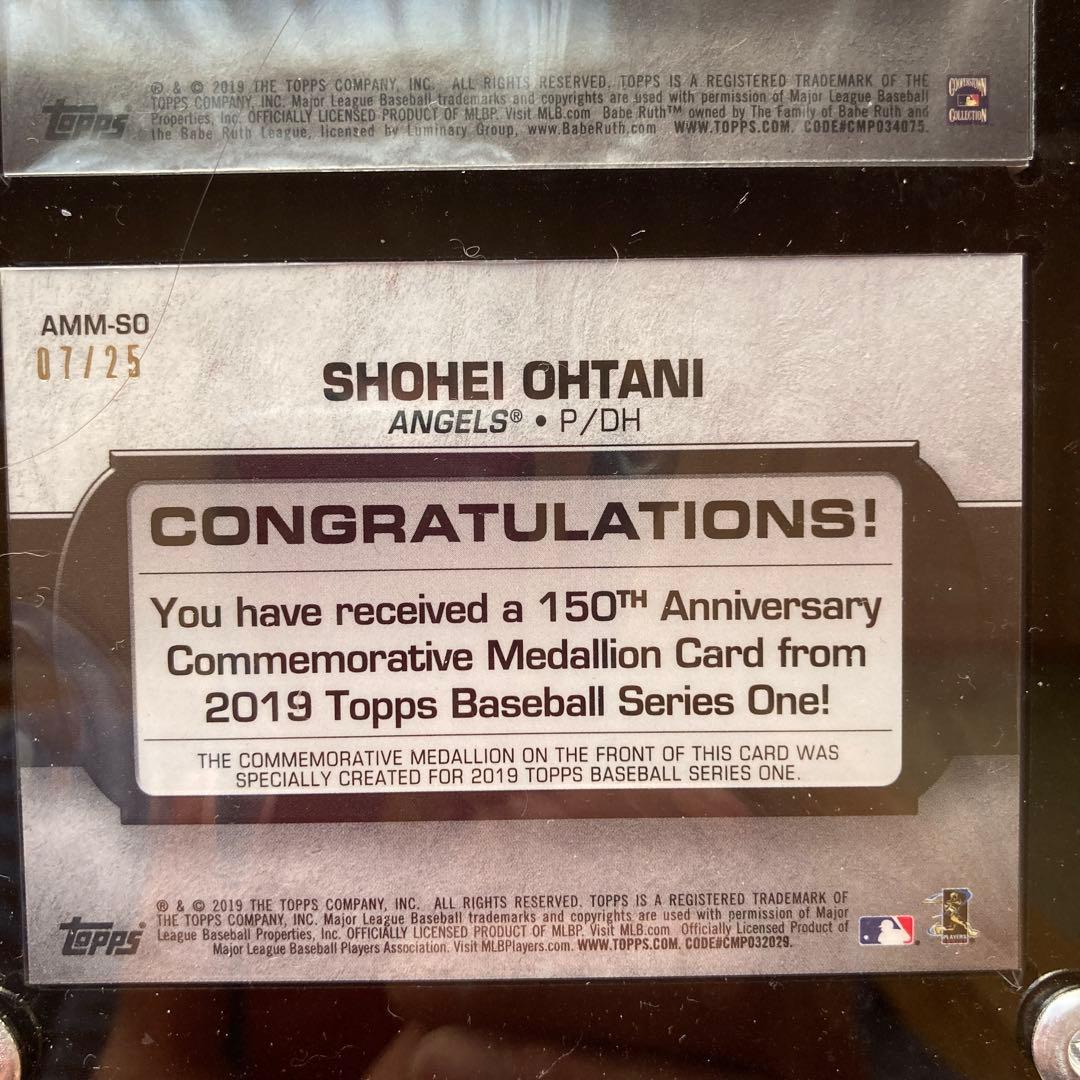 ® & © 2019 THE TOPPS COMPANY, INC. ALL RIGHTS RESERVED. TOPPS IS A REGISTERED TRADEMARK OF THE
TOPPS COMPANY, INC. Major League Baseball trademarks and copyrights are used with permission of Major League Baseball
Properties, Inc. OFFICIALLY LICENSED PRODUCT OF MLBP. Visit MLB.com Babe Ruth™ owned by The Family of Babe Ruth and
the Babe Ruth League, licensed by Luminary Group, www.BabeRuth.com WWW.TOPPS.COM. CODE#CMP034075.
topps
COOPERSTOWN
COLLECTION
AMM-SO
07/25
SHOHEI OHTANI
ANGELS® • P/DH
CONGRATULATIONS!
You have received a 150TH Anniversary
Commemorative Medallion Card from
2019 Topps Baseball Series One!
THE COMMEMORATIVE MEDALLION ON THE FRONT OF THIS CARD WAS
SPECIALLY CREATED FOR 2019 TOPPS BASEBALL SERIES ONE.
® & © 2019 THE TOPPS COMPANY, INC. ALL RIGHTS RESERVED. TOPPS IS A REGISTERED TRADEMARK OF
THE TOPPS COMPANY, INC. Major League Baseball trademarks and copyrights are used with permission of Major
League Baseball Properties, Inc. OFFICIALLY LICENSED PRODUCT OF MLBP. Visit MLB.com Officially Licensed Product of
Major League Baseball Players Association. Visit MLBPlayers.com. WWW.TOPPS.COM. CODE#CMP032029.
topps
PLAYERS